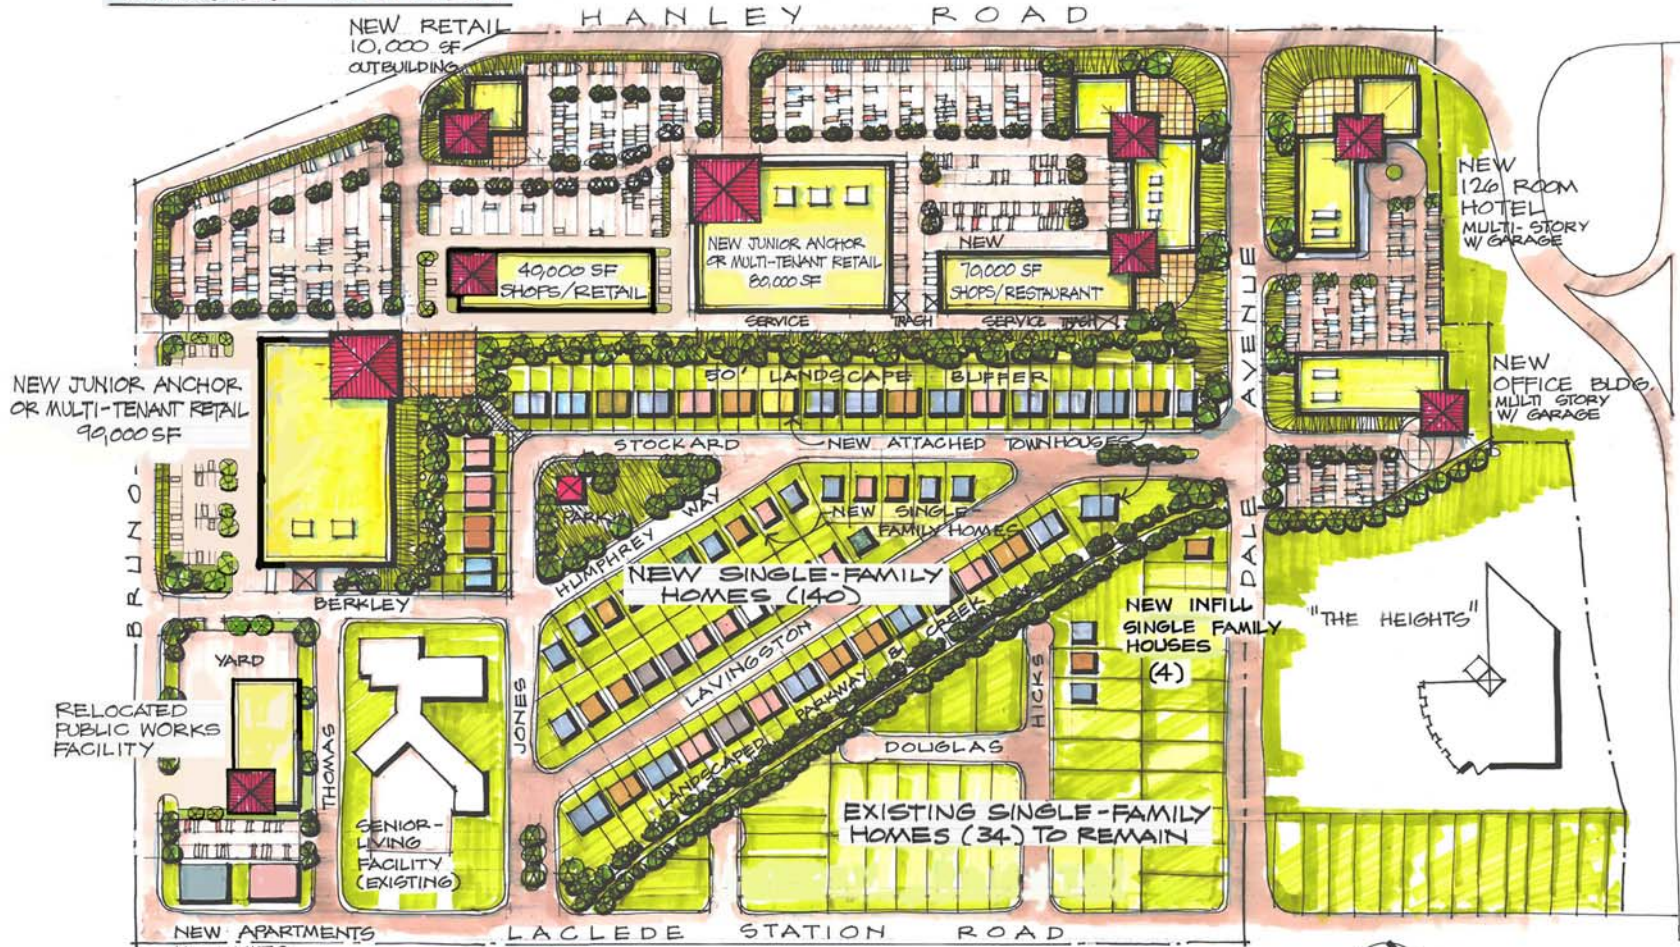 HANLEY ROAD
NEW RETAIL
10,000 SF
OUTBUILDING
NEW
126 ROOM
HOTEL
MULTI-STORY
W/ GARAGE
NEW JUNIOR ANCHOR
OR MULTI-TENANT RETAIL
80,000 SF
40,000 SF
SHOPS/RETAIL
NEW
70,000 SF
SHOPS/RESTAURANT
SERVICE
TRASH
SERVICE
TRASH
NEW JUNIOR ANCHOR
OR MULTI-TENANT RETAIL
90,000 SF
50' LANDSCAPE BUFFER
NEW
OFFICE BLDG.
MULTI STORY
W/ GARAGE
STOCKARD
NEW ATTACHED TOWNHOUSES
DALE AVENUE
BRUNO
PARK
HUMPHREY WAY
NEW SINGLE-
FAMILY HOMES
NEW SINGLE-FAMILY
HOMES (140)
BERKLEY
LAVINGSTON
LANDSCAPED PARKWAY & CREEK
NEW INFILL
SINGLE FAMILY
HOUSES
(4)
"THE HEIGHTS"
YARD
RELOCATED
PUBLIC WORKS
FACILITY
THOMAS
JONES
HICKS
DOUGLAS
SENIOR-
LIVING
FACILITY
(EXISTING)
EXISTING SINGLE-FAMILY
HOMES (34) TO REMAIN
NEW APARTMENTS
LACLEDE STATION ROAD